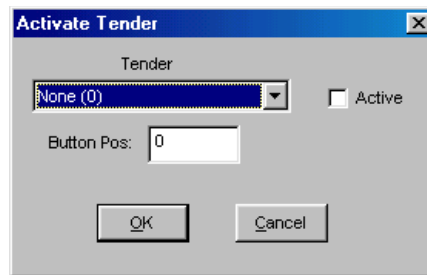 Activate Tender
Tender
None (0)
Active
Button Pos: 0
OK Cancel